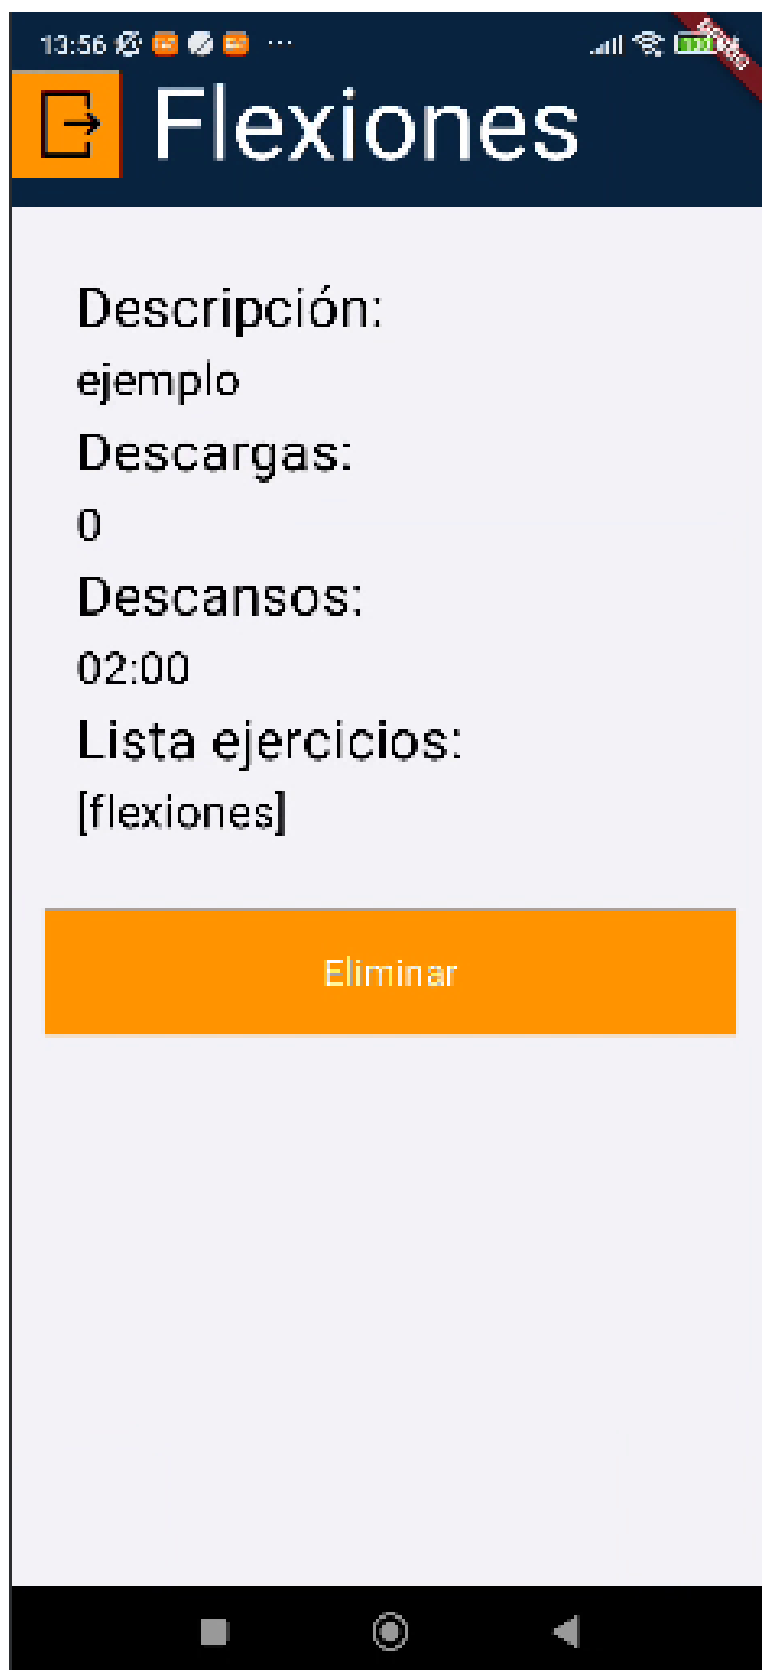 13:56
Flexiones
Descripción:
ejemplo
Descargas:
0
Descansos:
02:00
Lista ejercicios:
[flexiones]
Eliminar